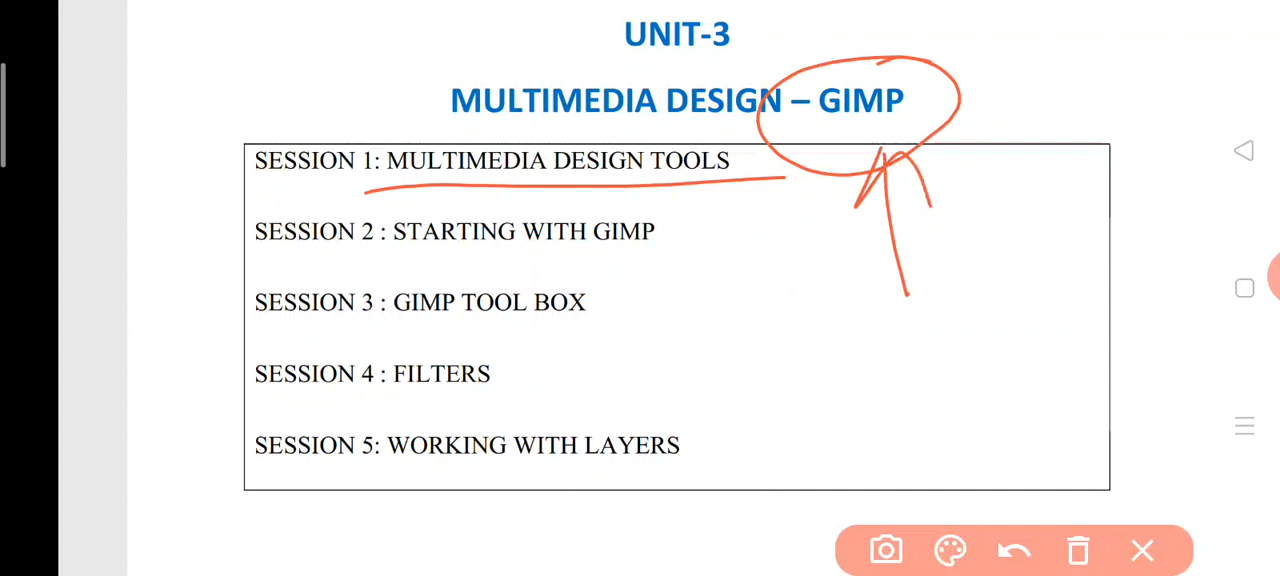 UNIT-3
MULTIMEDIA DESIGN – GIMP
SESSION 1: MULTIMEDIA DESIGN TOOLS
SESSION 2 : STARTING WITH GIMP
SESSION 3 : GIMP TOOL BOX
SESSION 4 : FILTERS
SESSION 5: WORKING WITH LAYERS